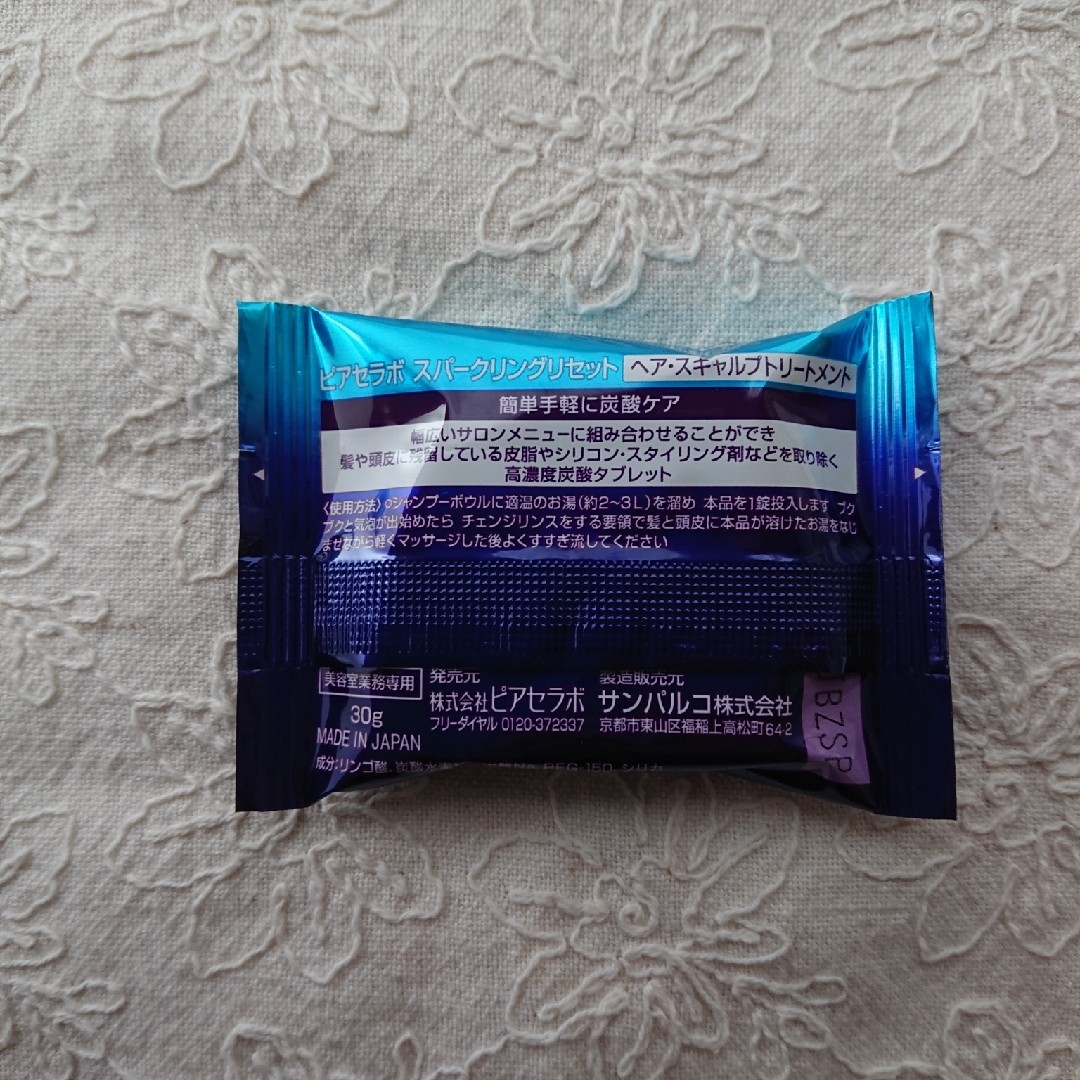 ピアセラボ スパークリングリセット ヘア・スキャルプトリートメント
簡単手軽に炭酸ケア
幅広いサロンメニューに組み合わせることができ
髪や頭皮に残留している皮脂やシリコン・スタイリング剤などを取り除く
高濃度炭酸タブレット
〈使用方法〉○シャンプーボウルに適温のお湯(約2〜3L)を溜め 本品を1錠投入します ブク
ブクと気泡が出始めたら チェンジリンスをする要領で髪と頭皮に本品が溶けたお湯をなじ
ませながら軽くマッサージした後よくすすぎ流してください
美容室業務専用
30g
MADE IN JAPAN
発売元
株式会社ピアセラボ
フリーダイヤル 0120-372337
製造販売元
サンパルコ株式会社
京都市東山区福稲上高松町64-2
BZSP
成分:リンゴ酸、炭酸水 PEG-150、シリカ